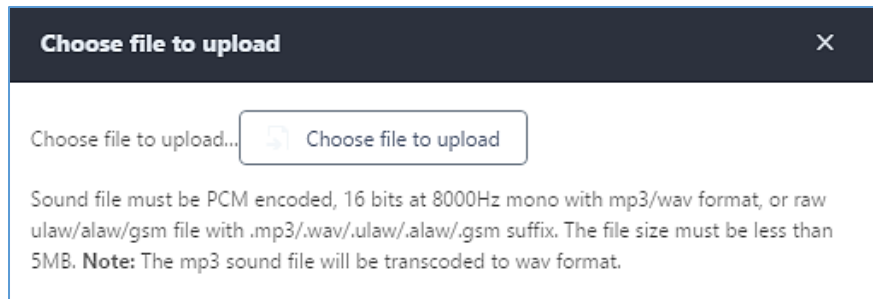 Choose file to upload
Choose file to upload... Choose file to upload
Sound file must be PCM encoded, 16 bits at 8000Hz mono with mp3/wav format, or raw
ulaw/alaw/gsm file with .mp3/.wav/.ulaw/.alaw/.gsm suffix. The file size must be less than
5MB. Note: The mp3 sound file will be transcoded to wav format.